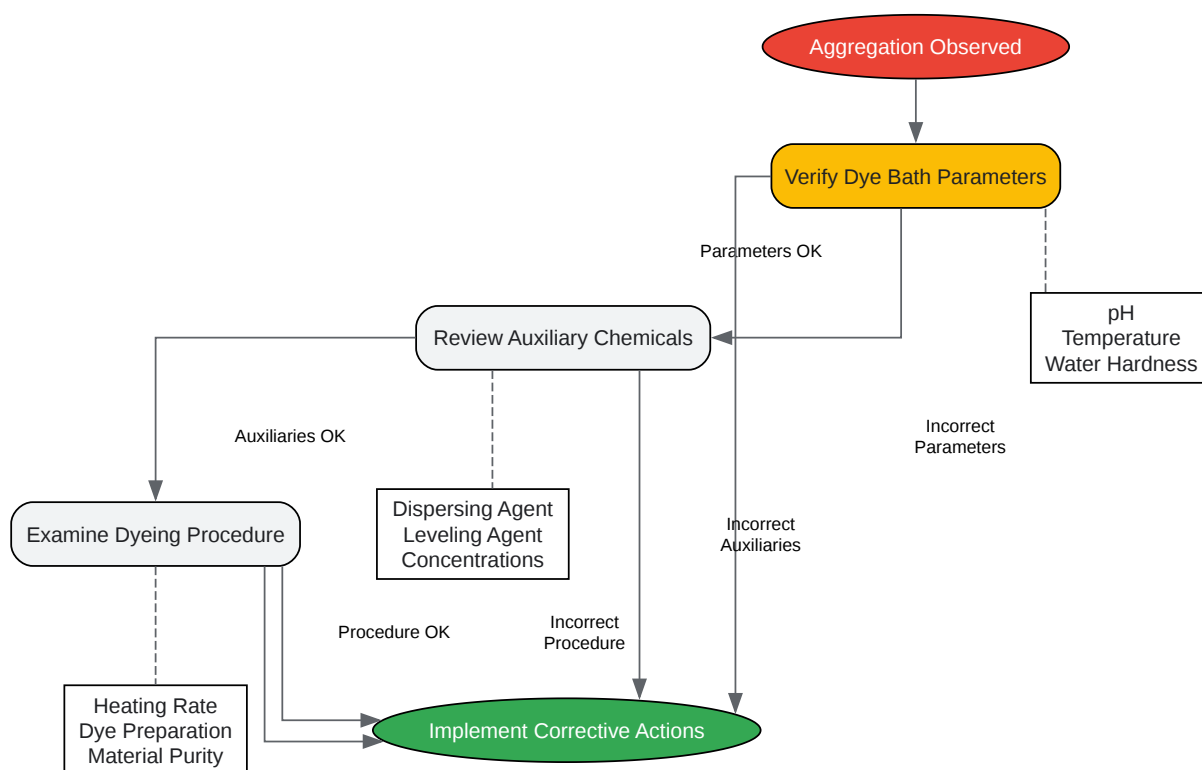 Aggregation Observed
Verify Dye Bath Parameters
Parameters OK
pH
Temperature
Water Hardness
Review Auxiliary Chemicals
Incorrect
Parameters
Auxiliaries OK
Dispersing Agent
Leveling Agent
Concentrations
Incorrect
Auxiliaries
Examine Dyeing Procedure
Procedure OK
Incorrect
Procedure
Heating Rate
Dye Preparation
Material Purity
Implement Corrective Actions